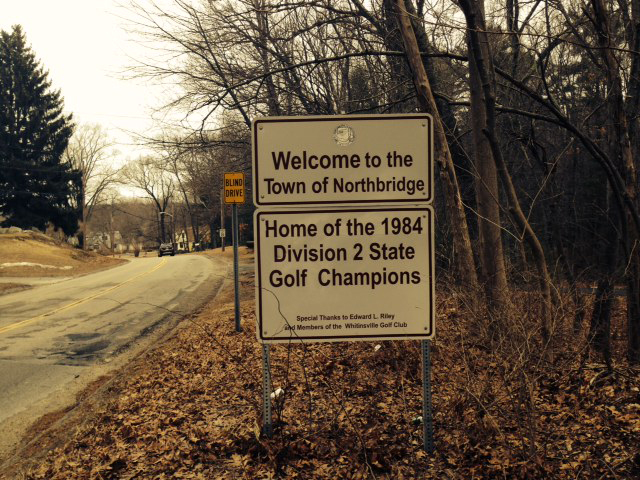 BLIND
DRIVE
Welcome to the
Town of Northbridge
Home of the 1984
Division 2 State
Golf Champions
Special Thanks to Edward L. Riley
and Members of the Whitinsville Golf Club